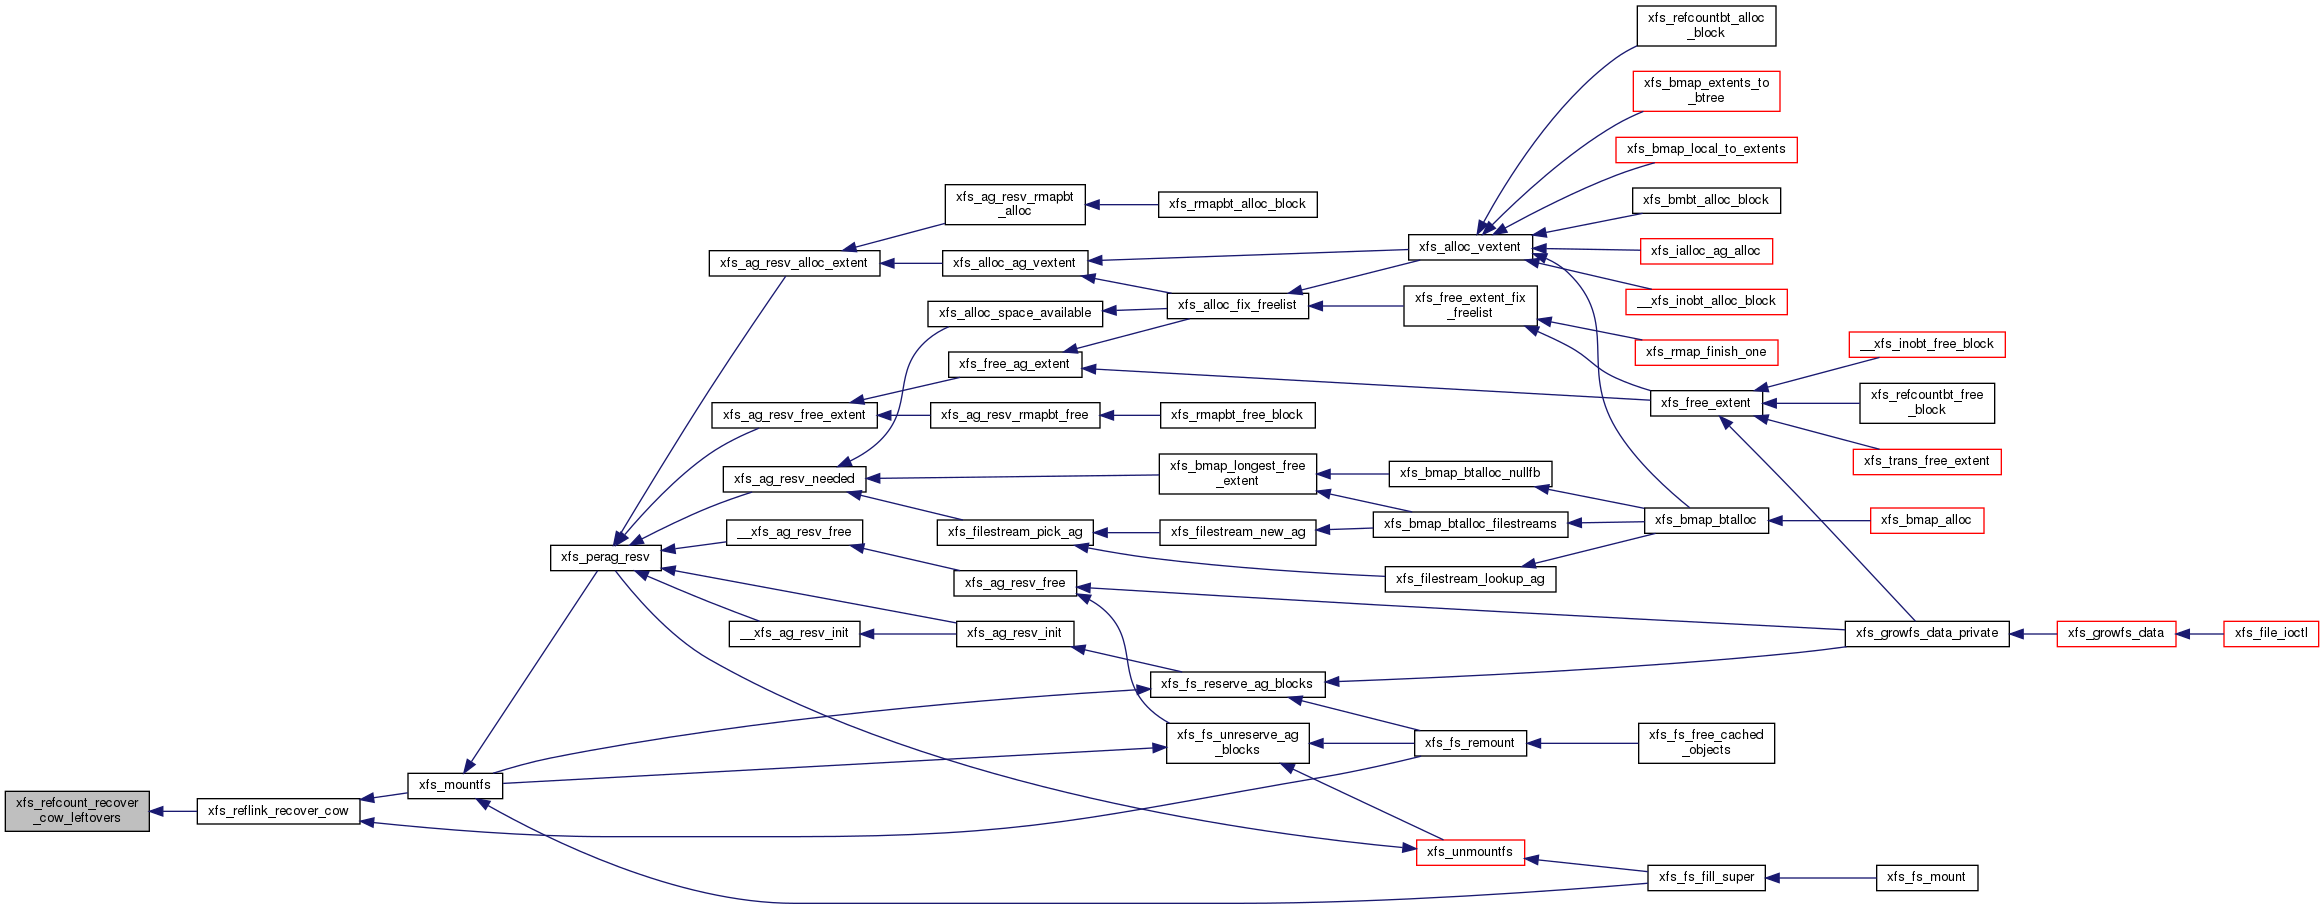 xfs_refcountbt_alloc
_block
xfs_bmap_extents_to
_btree
xfs_bmap_local_to_extents
xfs_ag_resv_rmapbt
_alloc
xfs_rmapbt_alloc_block
xfs_bmbt_alloc_block
xfs_ag_resv_alloc_extent
xfs_alloc_ag_vextent
xfs_alloc_vextent
xfs_ialloc_ag_alloc
xfs_alloc_space_available
xfs_alloc_fix_freelist
xfs_free_extent_fix
_freelist
__xfs_inobt_alloc_block
xfs_free_ag_extent
xfs_rmap_finish_one
__xfs_inobt_free_block
xfs_ag_resv_free_extent
xfs_ag_resv_rmapbt_free
xfs_rmapbt_free_block
xfs_free_extent
xfs_refcountbt_free
_block
xfs_trans_free_extent
xfs_ag_resv_needed
xfs_bmap_longest_free
_extent
xfs_bmap_btalloc_nullfb
xfs_perag_resv
__xfs_ag_resv_free
xfs_filestream_pick_ag
xfs_filestream_new_ag
xfs_bmap_btalloc_filestreams
xfs_bmap_btalloc
xfs_bmap_alloc
xfs_ag_resv_free
xfs_filestream_lookup_ag
__xfs_ag_resv_init
xfs_ag_resv_init
xfs_growfs_data_private
xfs_growfs_data
xfs_file_ioctl
xfs_fs_reserve_ag_blocks
xfs_fs_unreserve_ag
_blocks
xfs_fs_remount
xfs_fs_free_cached
_objects
xfs_refcount_recover
_cow_leftovers
xfs_reflink_recover_cow
xfs_mountfs
xfs_unmountfs
xfs_fs_fill_super
xfs_fs_mount